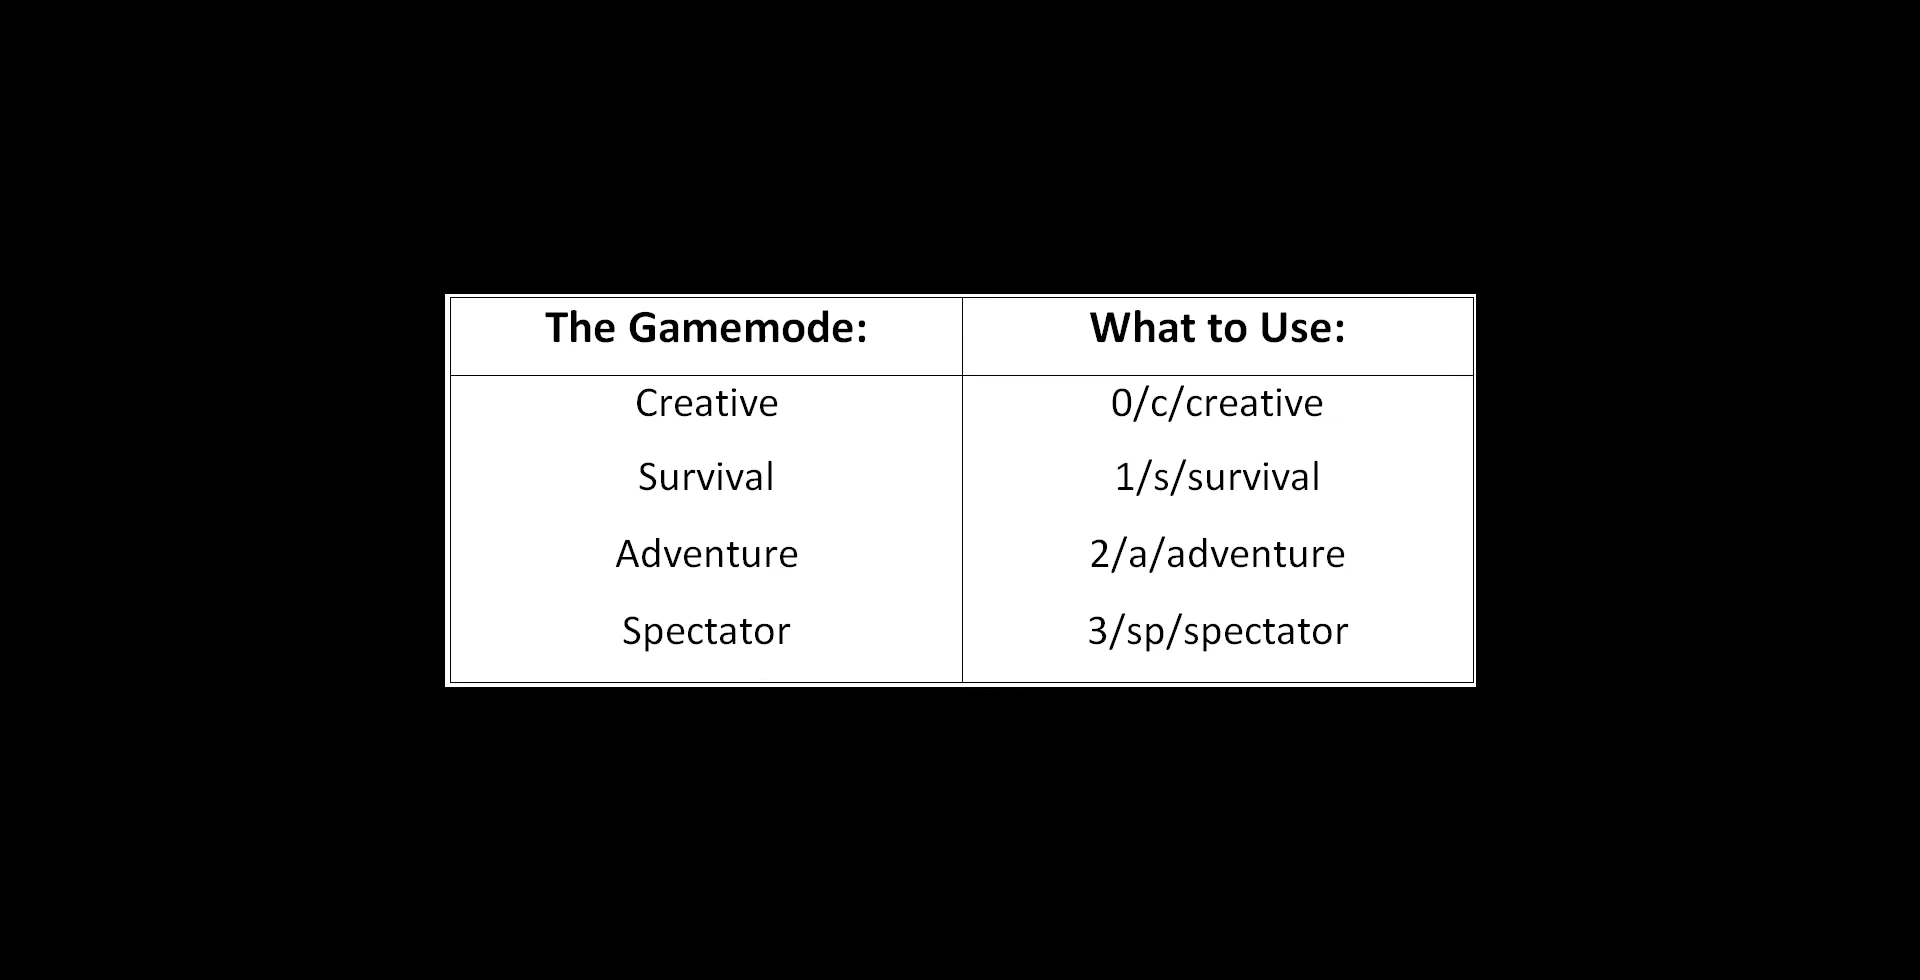 The Gamemode: What to Use:
Creative 0/c/creative
Survival 1/s/survival
Adventure 2/a/adventure
Spectator 3/sp/spectator